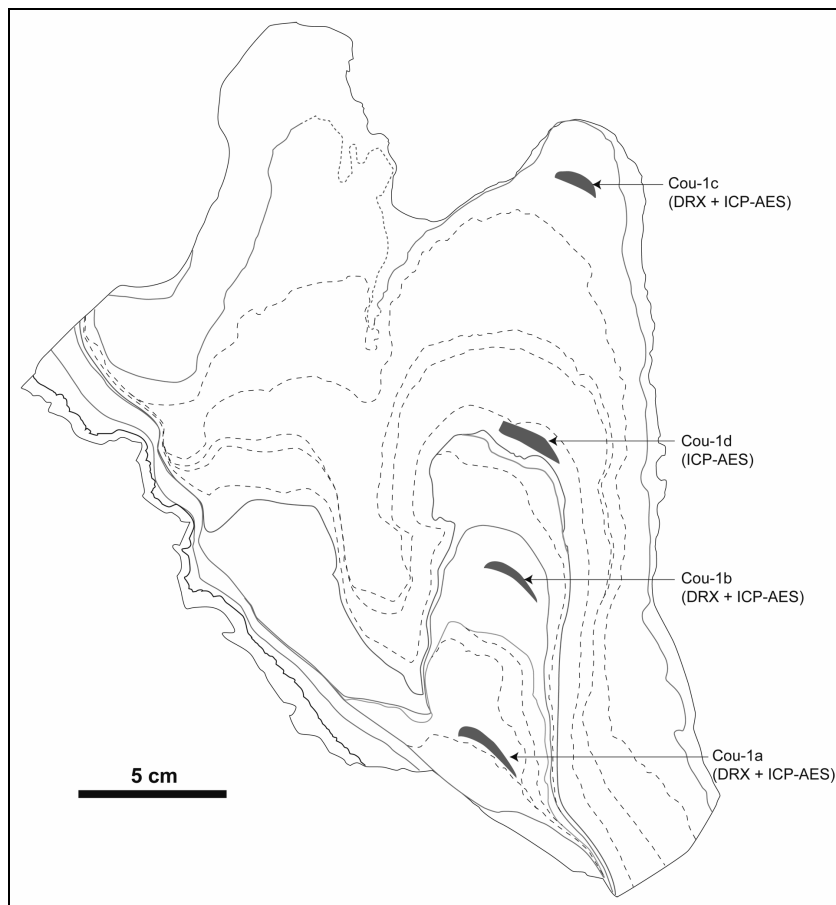 Cou-1c
(DRX + ICP-AES)
Cou-1d
(ICP-AES)
Cou-1b
(DRX + ICP-AES)
Cou-1a
(DRX + ICP-AES)
5 cm